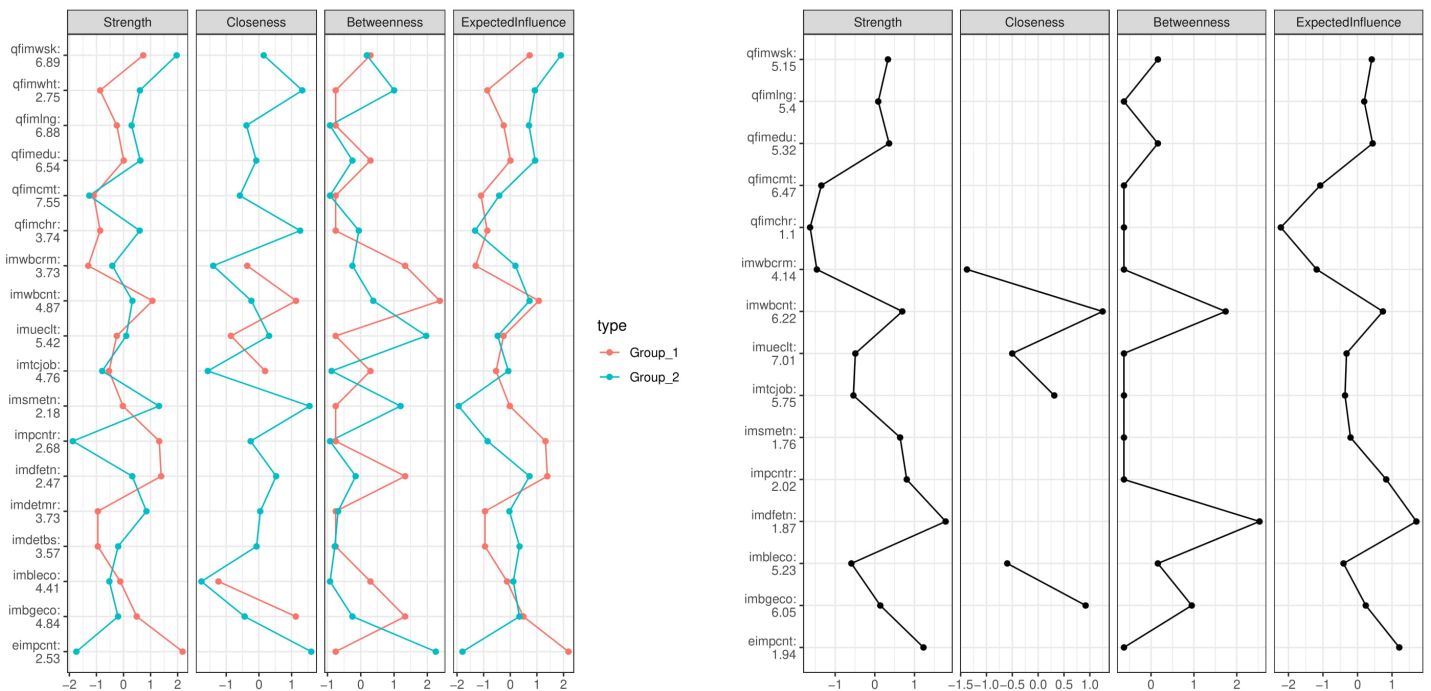 Strength Closeness Betweenness ExpectedInfluence
qfimwsk:
6.89
qfimwht:
2.75
qfimlng:
6.88
qfimedu:
6.54
qfimcmt:
7.55
qfimchr:
3.74
imwbcrm:
3.73
imwbcnt:
4.87
imueclt:
5.42
imtcjob:
4.76
imsmetn:
2.18
impcntr:
2.68
imdfetn:
2.47
imdetmr:
3.73
imdetbs:
3.57
imbleco:
4.41
imbgeco:
4.84
eimpcnt:
2.53
−2 −1 0 1 2 −1 0 1 −1 0 1 2 −2 −1 0 1 2
type
Group_1
Group_2
Strength Closeness Betweenness ExpectedInfluence
qfimwsk:
5.15
qfimlng:
5.4
qfimedu:
5.32
qfimcmt:
6.47
qfimchr:
1.1
imwbcrm:
4.14
imwbcnt:
6.22
imueclt:
7.01
imtcjob:
5.75
imsmetn:
1.76
impcntr:
2.02
imdfetn:
1.87
imbleco:
5.23
imbgeco:
6.05
eimpcnt:
1.94
−1 0 1 −1.5 −1.0 −0.5 0.0 0.5 1.0 0 1 2 −2 −1 0 1